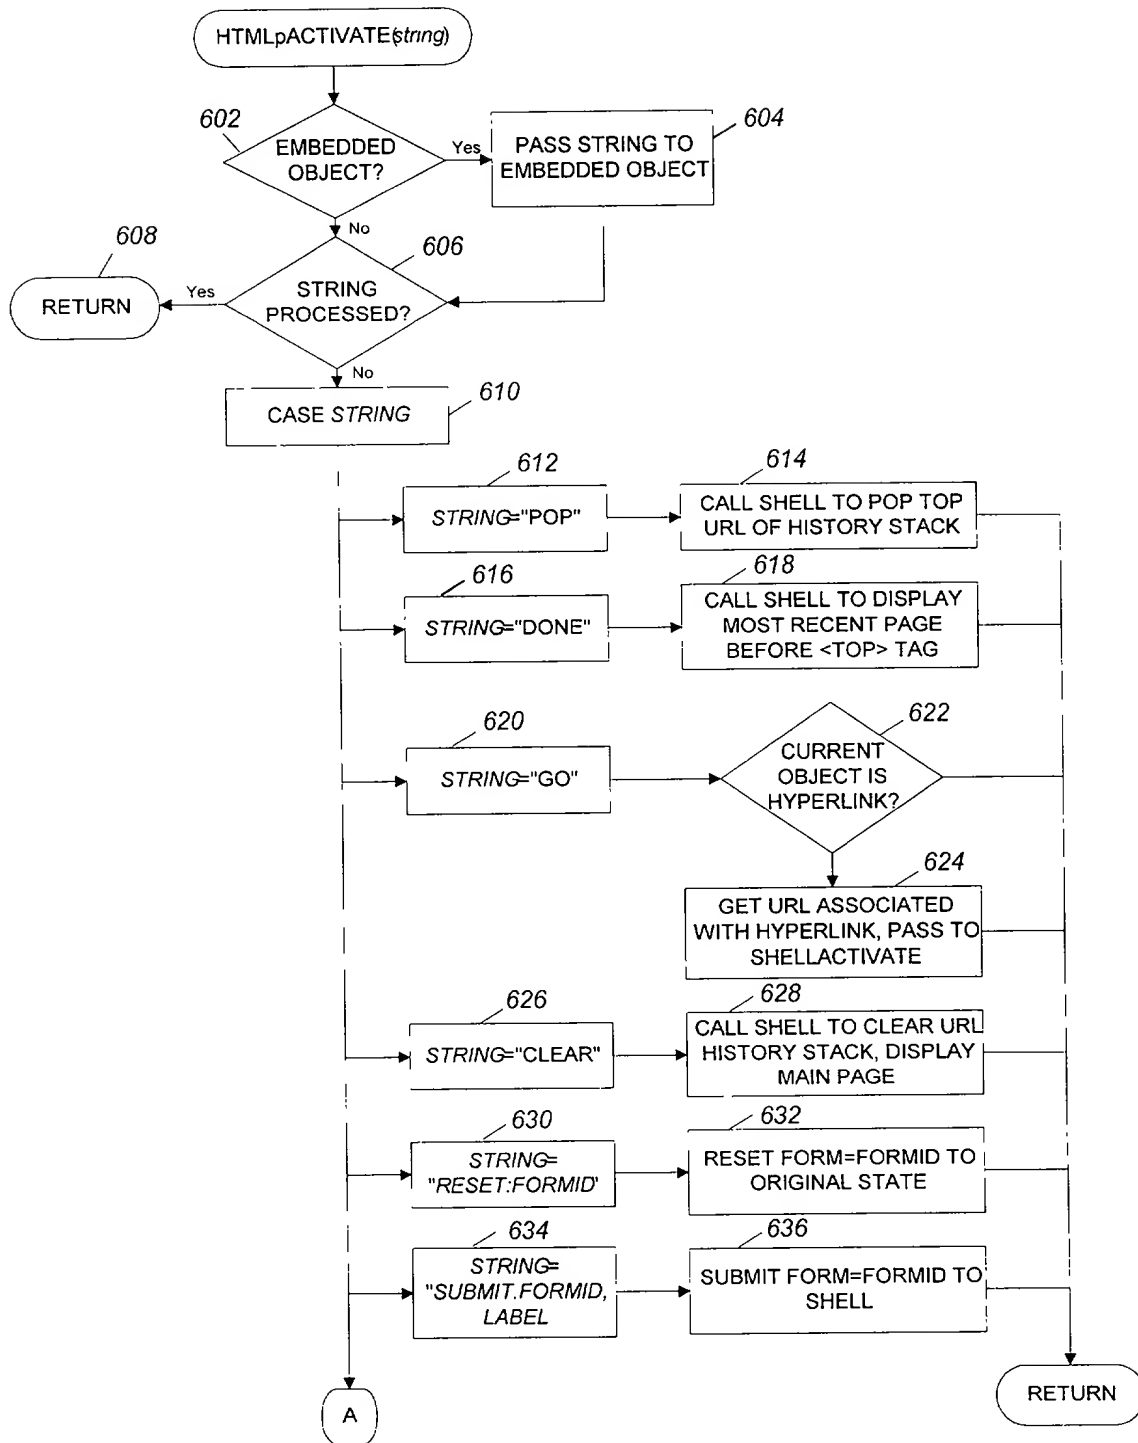 HTMLpACTIVATE(string)
602
EMBEDDED
OBJECT?
Yes
604
PASS STRING TO
EMBEDDED OBJECT
No
608
RETURN
Yes
606
STRING
PROCESSED?
No
610
CASE STRING
612
STRING="POP"
614
CALL SHELL TO POP TOP
URL OF HISTORY STACK
616
STRING="DONE"
618
CALL SHELL TO DISPLAY
MOST RECENT PAGE
BEFORE <TOP> TAG
620
STRING="GO"
622
CURRENT
OBJECT IS
HYPERLINK?
624
GET URL ASSOCIATED
WITH HYPERLINK, PASS TO
SHELLACTIVATE
626
STRING="CLEAR"
628
CALL SHELL TO CLEAR URL
HISTORY STACK, DISPLAY
MAIN PAGE
630
STRING=
"RESET:FORMID'
632
RESET FORM=FORMID TO
ORIGINAL STATE
634
STRING=
"SUBMIT.FORMID,
LABEL
636
SUBMIT FORM=FORMID TO
SHELL
A
RETURN